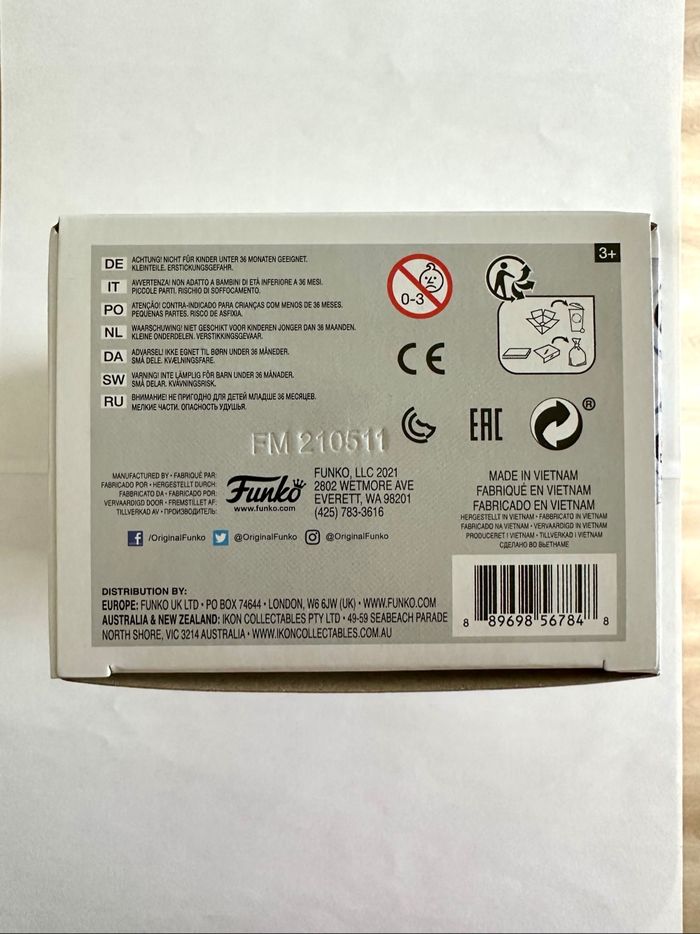 3+
DE ACHTUNG! NICHT FÜR KINDER UNTER 36 MONATEN GEEIGNET.
KLEINTEILE. ERSTICKUNGSGEFAHR.
IT AVVERTENZA! NON ADATTO A BAMBINI DI ETÀ INFERIORE A 36 MESI.
PICCOLE PARTI. RISCHIO DI SOFFOCAMENTO.
PO ATENÇÃO! CONTRA-INDICADO PARA CRIANÇAS COM MENOS DE 36 MESES.
PEQUENAS PARTES. RISCO DE ASFIXIA.
NL WAARSCHUWING! NIET GESCHIKT VOOR KINDEREN JONGER DAN 36 MAANDEN.
KLEINE ONDERDELEN. VERSTIKKINGSGEVAAR.
DA ADVARSEL! IKKE EGNET TIL BØRN UNDER 36 MÅNEDER.
SMÅ DELE. KVÆLNINGSFARE.
SW VARNING! INTE LÄMPLIG FÖR BARN UNDER 36 MÅNADER.
SMÅ DELAR. KVÄVNINGSRISK.
RU ВНИМАНИЕ! НЕ ПРИГОДНО ДЛЯ ДЕТЕЙ МЛАДШЕ 36 МЕСЯЦЕВ.
МЕЛКИЕ ЧАСТИ. ОПАСНОСТЬ УДУШЬЯ.
0-3
CE
EAC
®
FM 210511
MANUFACTURED BY • FABRIQUÉ PAR:
FABRICADO POR • HERGESTELLT DURCH:
FABBRICATO DA • FABRICADO POR:
VERVAARDIGD DOOR • FREMSTILLET AF:
TILLVERKAD AV • ПРОИЗВОДИТЕЛЬ:
Funko
www.funko.com
FUNKO, LLC 2021
2802 WETMORE AVE
EVERETT, WA 98201
(425) 783-3616
MADE IN VIETNAM
FABRIQUÉ EN VIETNAM
FABRICADO EN VIETNAM
HERGESTELLT IN VIETNAM • FABBRICATO IN VIETNAM
FABRICADO NA VIETNAM • VERVAARDIGD IN VIETNAM
PRODUCERET I VIETNAM • TILLVERKAD I VIETNAM
СДЕЛАНО ВО ВЬЕТНАМЕ
/OriginalFunko @OriginalFunko @OriginalFunko
DISTRIBUTION BY:
EUROPE: FUNKO UK LTD • PO BOX 74644 • LONDON, W6 6JW (UK) • WWW.FUNKO.COM
AUSTRALIA & NEW ZEALAND: IKON COLLECTABLES PTY LTD • 49-59 SEABEACH PARADE
NORTH SHORE, VIC 3214 AUSTRALIA • WWW.IKONCOLLECTABLES.COM.AU
8 89698 56784 8